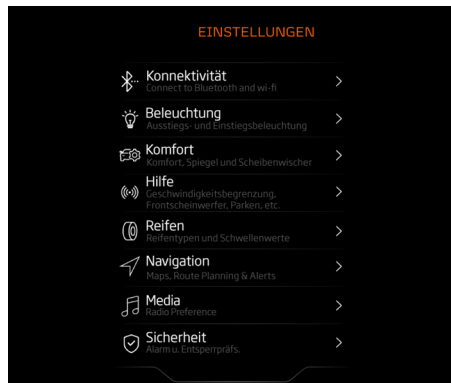 EINSTELLUNGEN
Konnektivität
Connect to Bluetooth and wi-fi
Beleuchtung
Ausstiegs- und Einstiegsbeleuchtung
Komfort
Komfort, Spiegel und Scheibenwischer
Hilfe
Geschwindigkeitsbegrenzung,
Frontscheinwerfer, Parken, etc.
Reifen
Reifentypen und Schwellenwerte
Navigation
Maps, Route Planning & Alerts
Media
Radio Preference
Sicherheit
Alarm u. Entsperrpräfs.